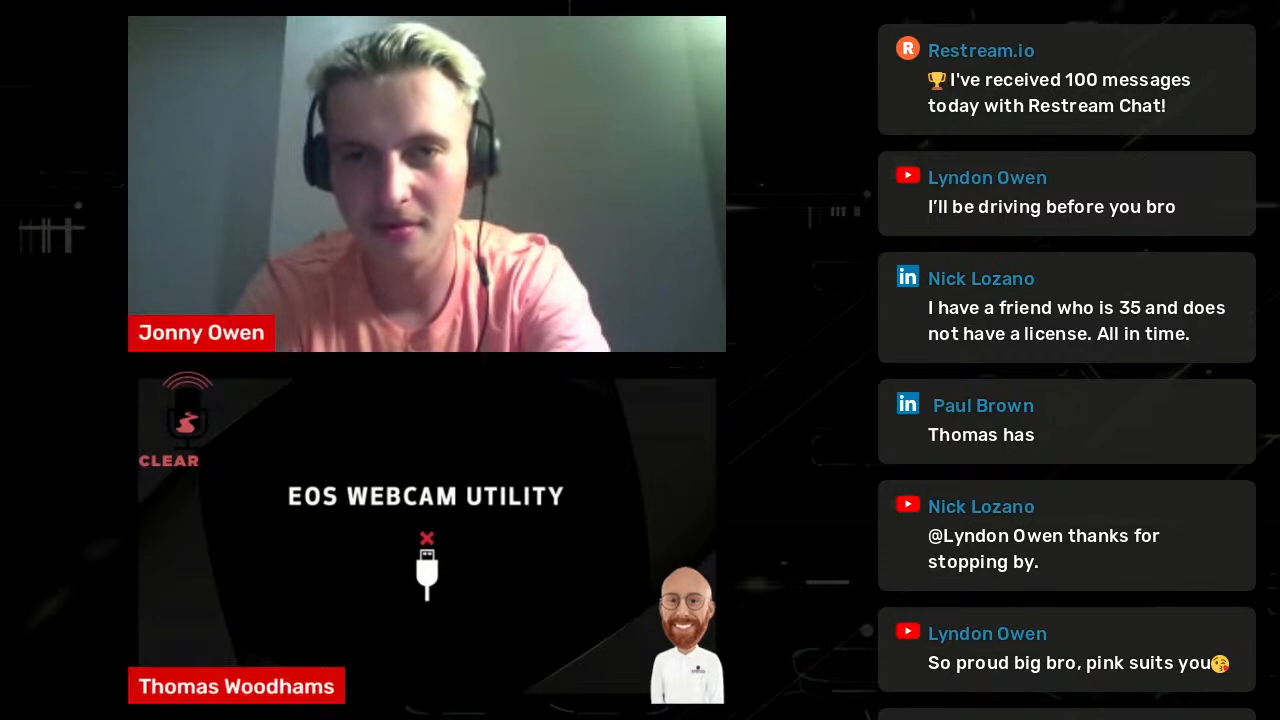 Jonny Owen
CLEAR
EOS WEBCAM UTILITY
Thomas Woodhams
R Restream.io
🏆 I've received 100 messages
today with Restream Chat!
Lyndon Owen
I’ll be driving before you bro
in Nick Lozano
I have a friend who is 35 and does
not have a license. All in time.
in Paul Brown
Thomas has
Nick Lozano
@Lyndon Owen thanks for
stopping by.
Lyndon Owen
So proud big bro, pink suits you😘